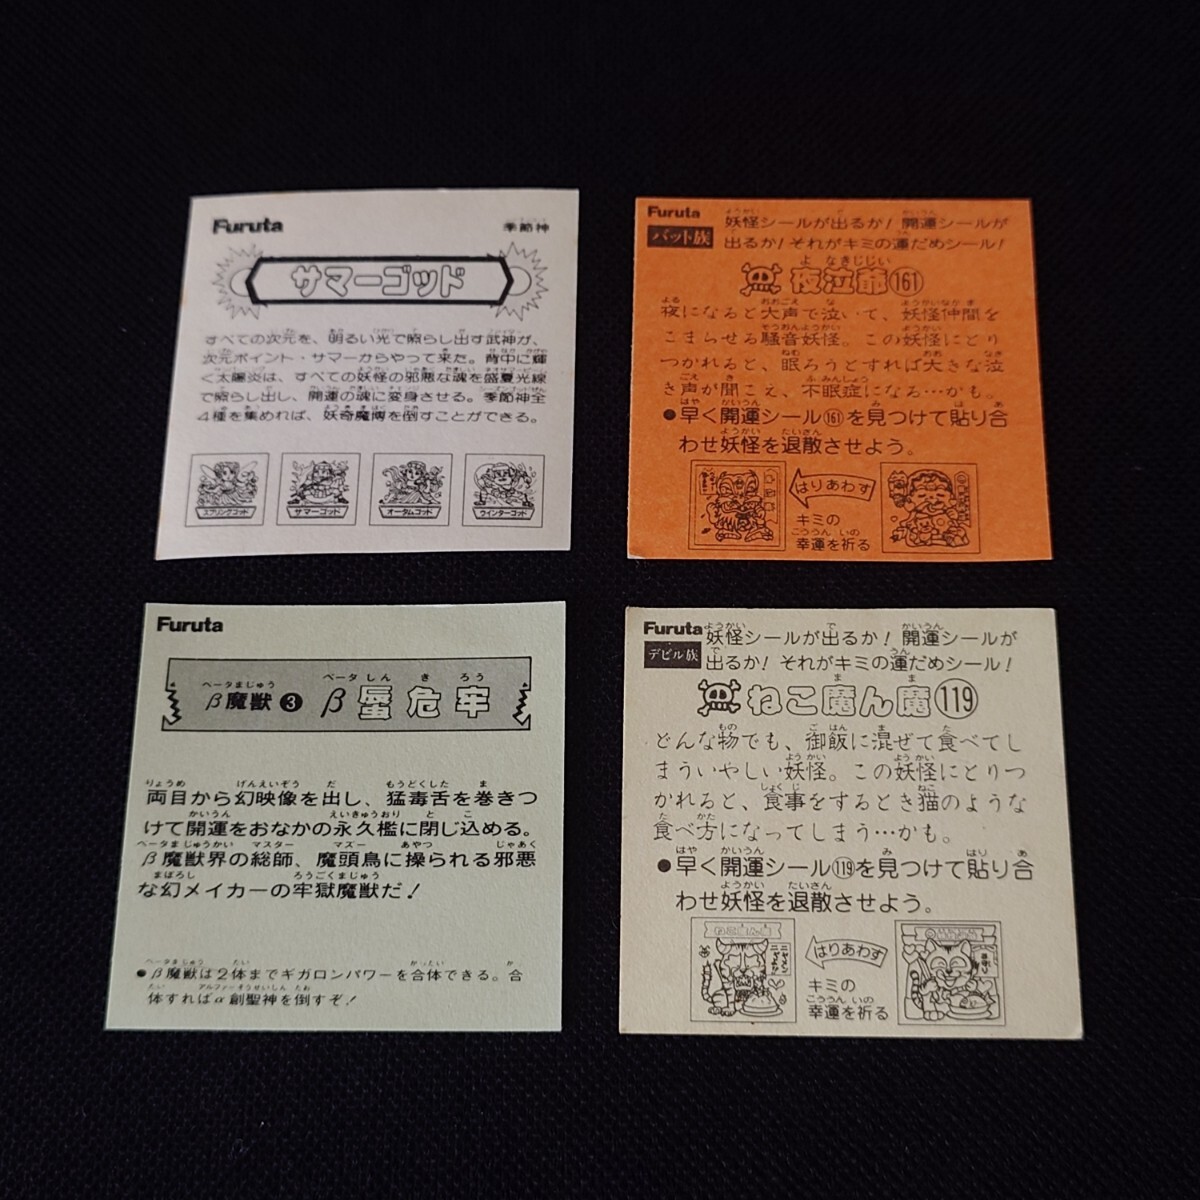 Furuta
季節神
サマーゴッド
すべての次元を、明るい光で照らし出す武神が、
次元ポイント・サマーからやって来た。背中に輝
く太陽炎は、すべての妖怪の邪悪な魂を盛夏光線
で照らし出し、開運の魂に変身させる。季節神全
4種を集めれば、妖奇魔博を倒すことができる。
スプリングゴッド
サマーゴッド
オータムゴッド
ウインターゴッド
Furuta
バット族
妖怪シールが出るか!開運シールが
出るか!それがキミの運だめシール!
よなきじじい
夜泣爺161
夜になると大声で泣いて、妖怪仲間を
こまらせる騒音妖怪。この妖怪にとり
つかれると、眠ろうとすれば大きな泣
き声が聞こえ、不眠症になる…かも。
●早く開運シール161を見つけて貼り合
わせ妖怪を退散させよう。
はりあわす
キミの
幸運を祈る
Furuta
ベータまじゅう ベータしんきろう
β魔獣3 β蜃危牢
両目から幻映像を出し、猛毒舌を巻きつ
けて開運をおなかの永久檻に閉じ込める。
β魔獣界の総師、魔頭鳥に操られる邪悪
な幻メイカーの牢獄魔獣だ!
●β魔獣は2体までギガロンパワーを合体できる。合
体すればα創聖神を倒すぞ!
Furuta
デビル族
妖怪シールが出るか!開運シールが
出るか!それがキミの運だめシール!
ねこ魔ん魔119
どんな物でも、御飯に混ぜて食べてし
まういやしい妖怪。この妖怪にとりつ
かれると、食事をするとき猫のような
食べ方になってしまう…かも。
●早く開運シール119を見つけて貼り合
わせ妖怪を退散させよう。
はりあわす
キミの
幸運を祈る